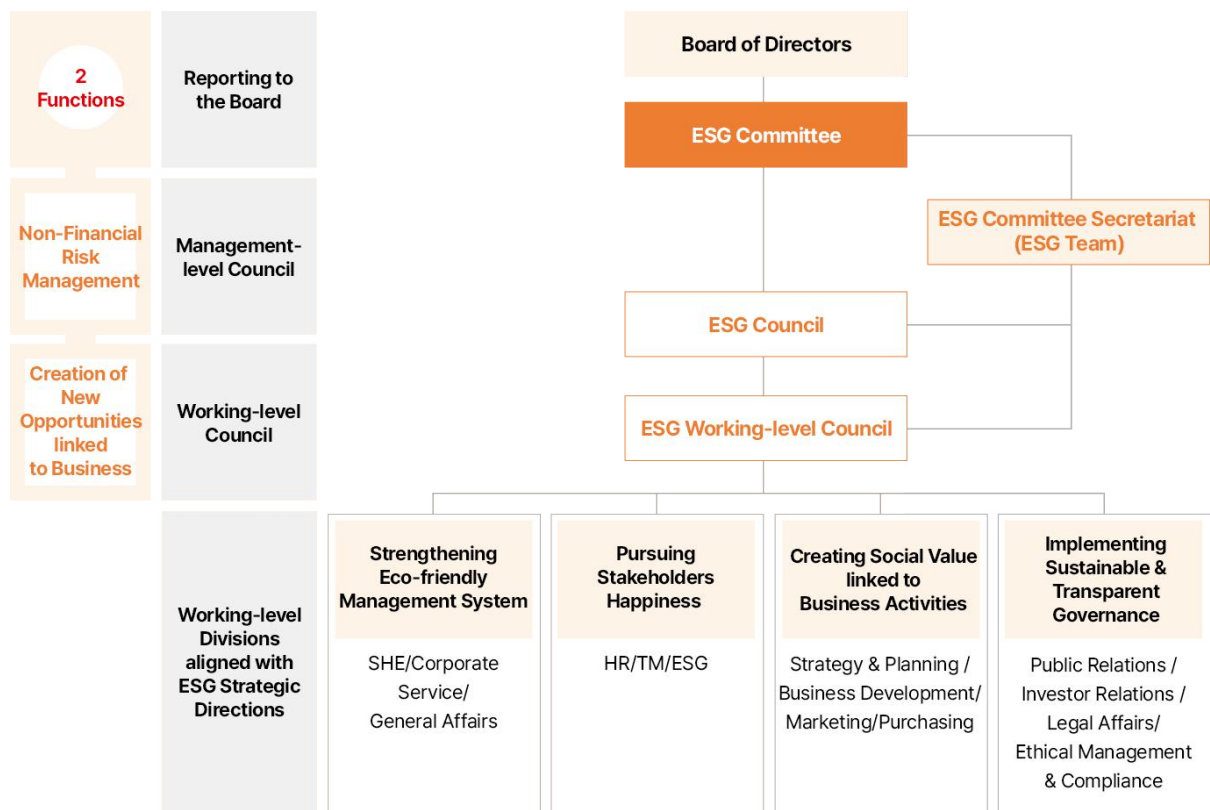 2
Functions
Reporting to
the Board
Board of Directors
ESG Committee
ESG Committee Secretariat
(ESG Team)
Non-Financial
Risk
Management
Management-
level Council
ESG Council
Creation of
New
Opportunities
linked
to Business
Working-level
Council
ESG Working-level Council
Working-level
Divisions
aligned with
ESG Strategic
Directions
Strengthening
Eco-friendly
Management System
SHE/Corporate
Service/
General Affairs
Pursuing
Stakeholders
Happiness
HR/TM/ESG
Creating Social Value
linked to
Business Activities
Strategy & Planning /
Business Development/
Marketing/Purchasing
Implementing
Sustainable &
Transparent
Governance
Public Relations /
Investor Relations /
Legal Affairs/
Ethical Management
& Compliance